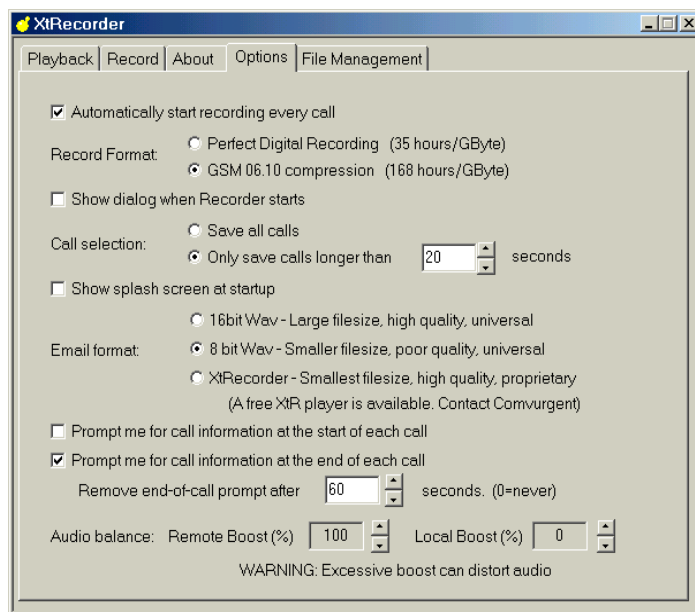 XtRecorder
Playback Record About Options File Management
Automatically start recording every call
Record Format: Perfect Digital Recording (35 hours/GByte)
GSM 06.10 compression (168 hours/GByte)
Show dialog when Recorder starts
Call selection: Save all calls
Only save calls longer than 20 seconds
Show splash screen at startup
16bit Wav - Large filesize, high quality, universal
Email format: 8 bit Wav - Smaller filesize, poor quality, universal
XtRecorder - Smallest filesize, high quality, proprietary
(A free XtR player is available. Contact Comvurgent)
Prompt me for call information at the start of each call
Prompt me for call information at the end of each call
Remove end-of-call prompt after 60 seconds. (0=never)
Audio balance: Remote Boost (%) 100 Local Boost (%) 0
WARNING: Excessive boost can distort audio